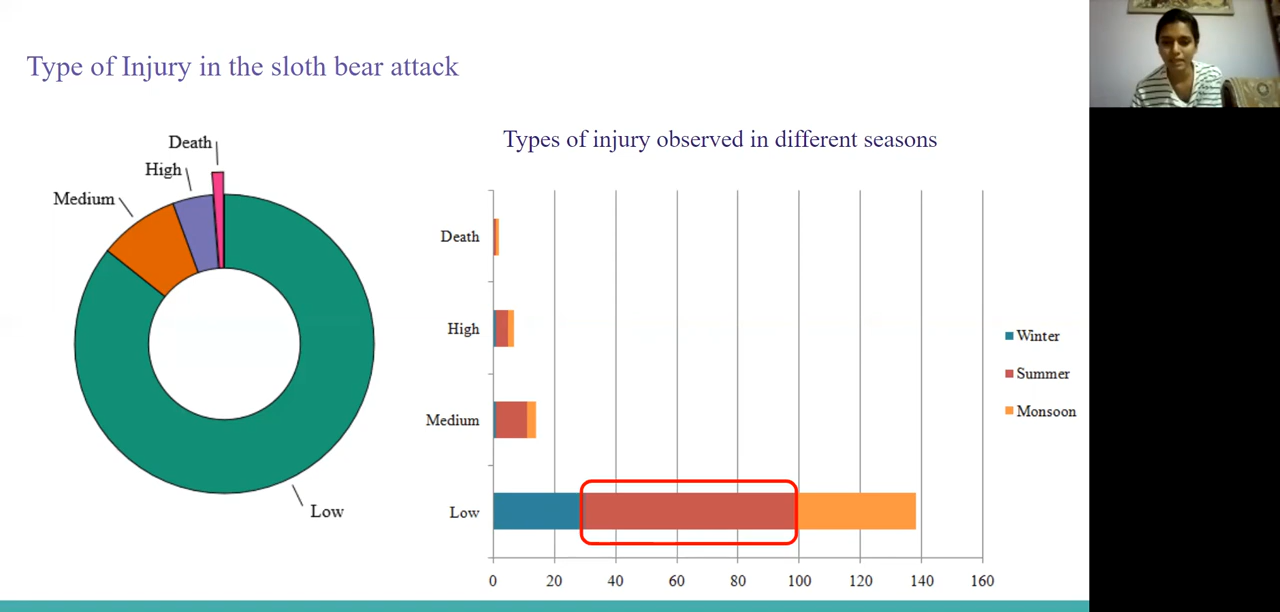 Type of Injury in the sloth bear attack
Death
High
Medium
Low
Types of injury observed in different seasons
Death
High
Medium
Low
0 20 40 60 80 100 120 140 160
Winter
Summer
Monsoon